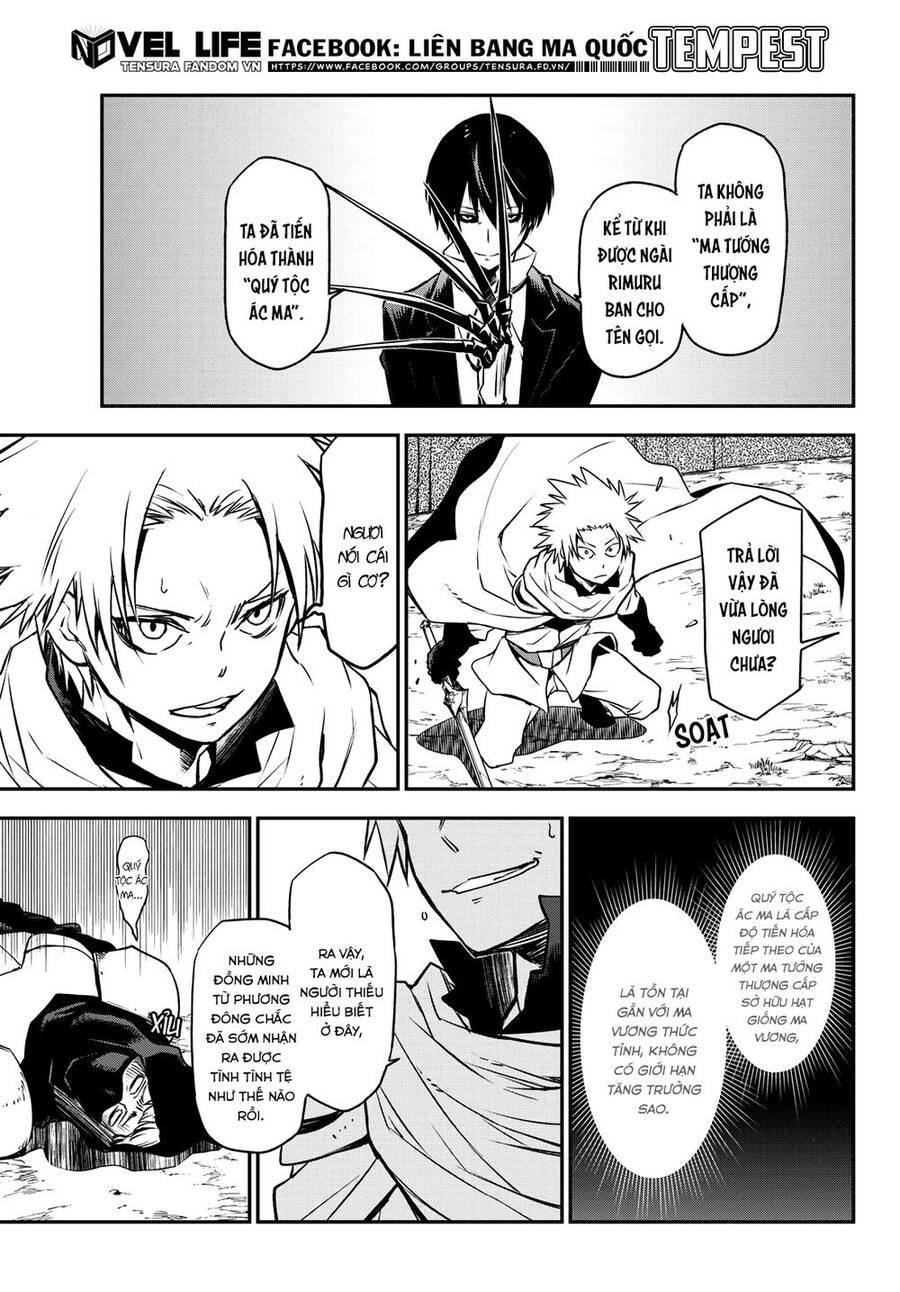 NOVEL LIFE
TENSURA FANDOM VN
FACEBOOK: LIÊN BANG MA QUỐC
HTTPS://WWW.FACEBOOK.COM/GROUPS/TENSURA.FD.VN/
TEMPEST
TA KHÔNG
PHẢI LÀ
“MA TƯỚNG
THƯỢNG
CẤP”,
KỂ TỪ KHI
ĐƯỢC NGÀI
RIMURU
BAN CHO
TÊN GỌI.
TA ĐÃ TIẾN
HÓA THÀNH
“QUÝ TỘC
ÁC MA”.
TRẢ LỜI
VẬY ĐÃ
VỪA LÒNG
NGƯƠI
CHƯA?
SOẠT
NGƯƠI
NÓI CÁI
GÌ CƠ?
QUÝ TỘC
ÁC MA LÀ CẤP
ĐỘ TIẾN HÓA
TIẾP THEO CỦA
MỘT MA TƯỚNG
THƯỢNG CẤP
SỞ HỮU HẠT
GIỐNG MA
VƯƠNG,
LÀ TỒN TẠI
GẦN VỚI MA
VƯƠNG THỨC
TỈNH, KHÔNG
CÓ GIỚI HẠN
TĂNG TRƯỞNG
SAO.
RA VẬY,
TA MỚI LÀ
NGƯỜI THIẾU
HIỂU BIẾT
Ở ĐÂY,
NHỮNG
ĐỒNG MINH
TỪ PHƯƠNG
ĐÔNG CHẮC
ĐÃ SỚM NHẬN
RA ĐƯỢC
TÌNH TÌNH TỆ
NHƯ THẾ NÀO
RỒI.
QUÝ
TỘC ÁC
MA...
XỈU